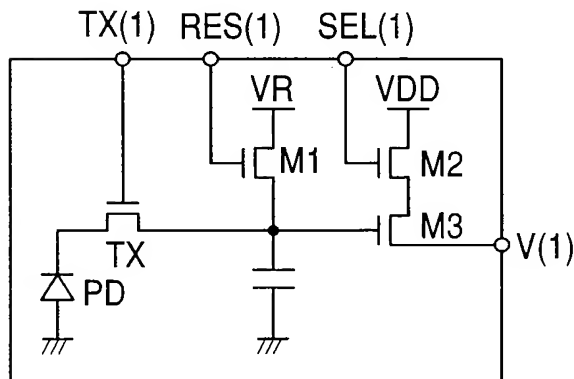 TX(1) RES(1) SEL(1)
VR VDD
M1 M2
M3
TX V(1)
PD